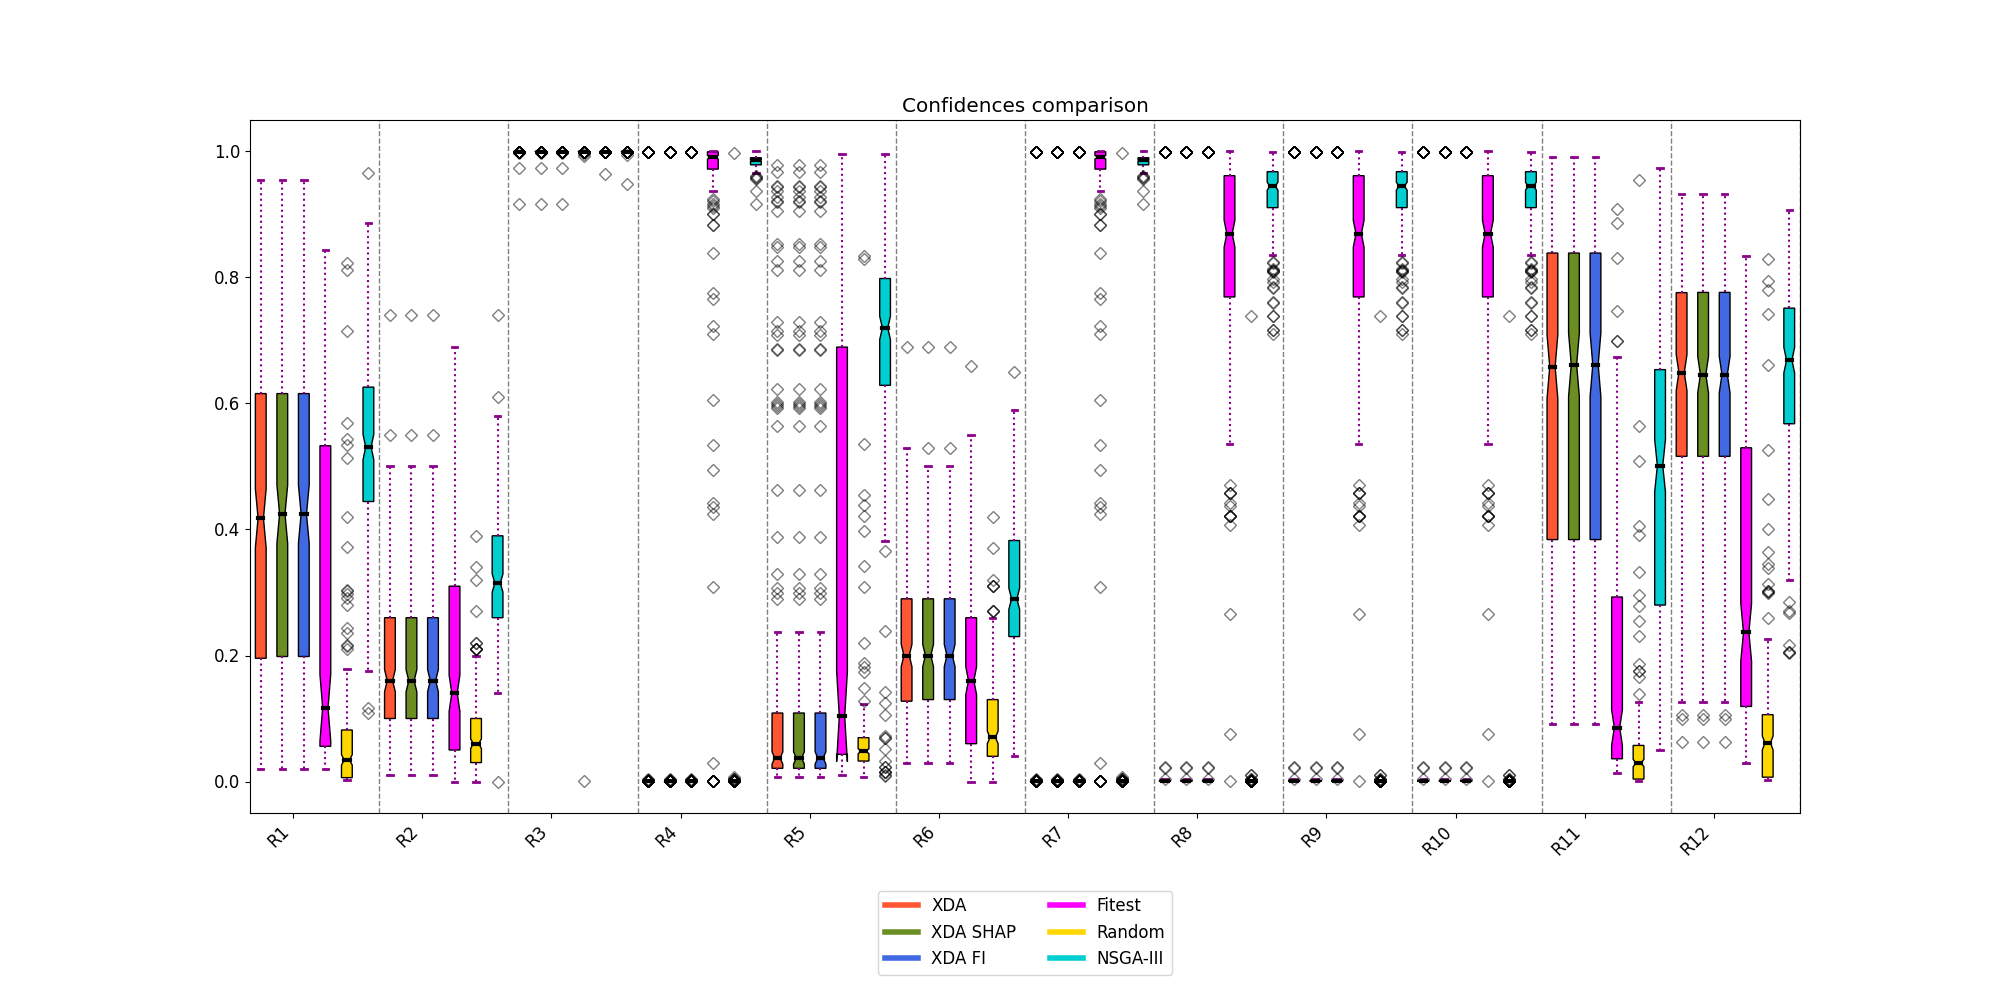 Confidences comparison
1.0
0.8
0.6
0.4
0.2
0.0
R1 R2 R3 R4 R5 R6 R7 R8 R9 R10 R11 R12
XDA Fitest
XDA SHAP Random
XDA FI NSGA-III